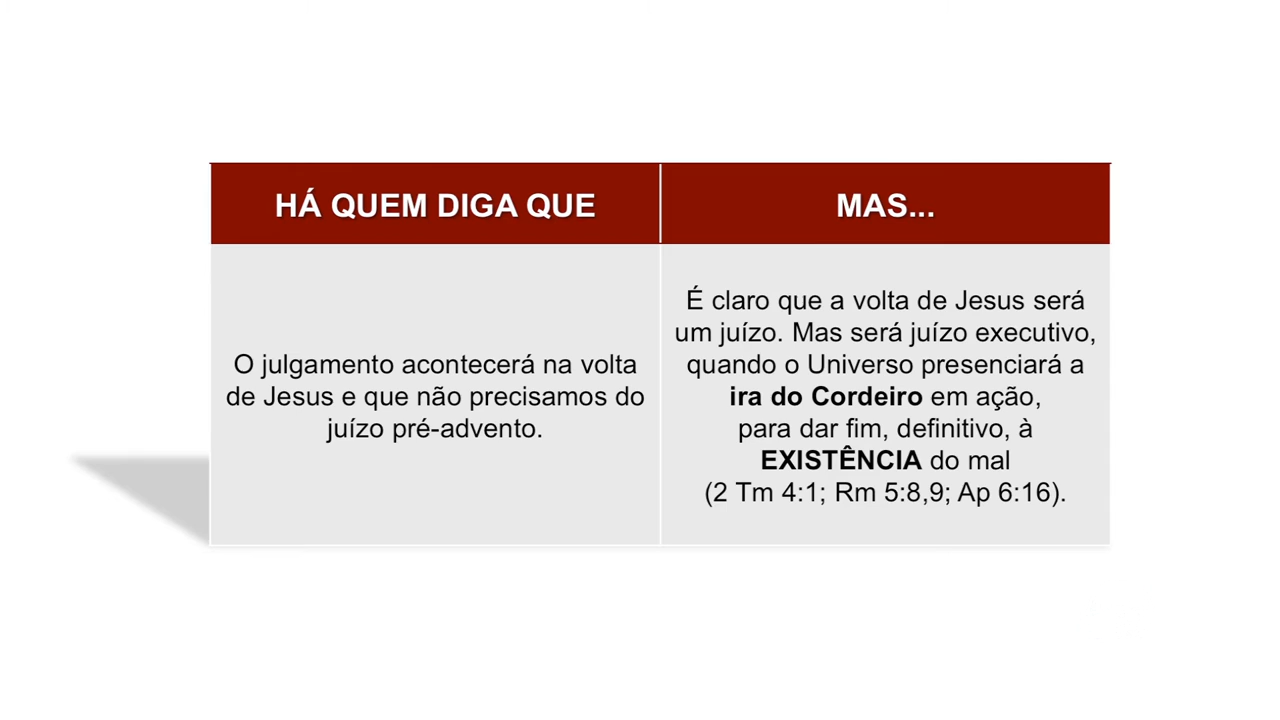 HÁ QUEM DIGA QUE
MAS...
O julgamento acontecerá na volta
de Jesus e que não precisamos do
juízo pré-advento.
É claro que a volta de Jesus será
um juízo. Mas será juízo executivo,
quando o Universo presenciará a
ira do Cordeiro em ação,
para dar fim, definitivo, à
EXISTÊNCIA do mal
(2 Tm 4:1; Rm 5:8,9; Ap 6:16).